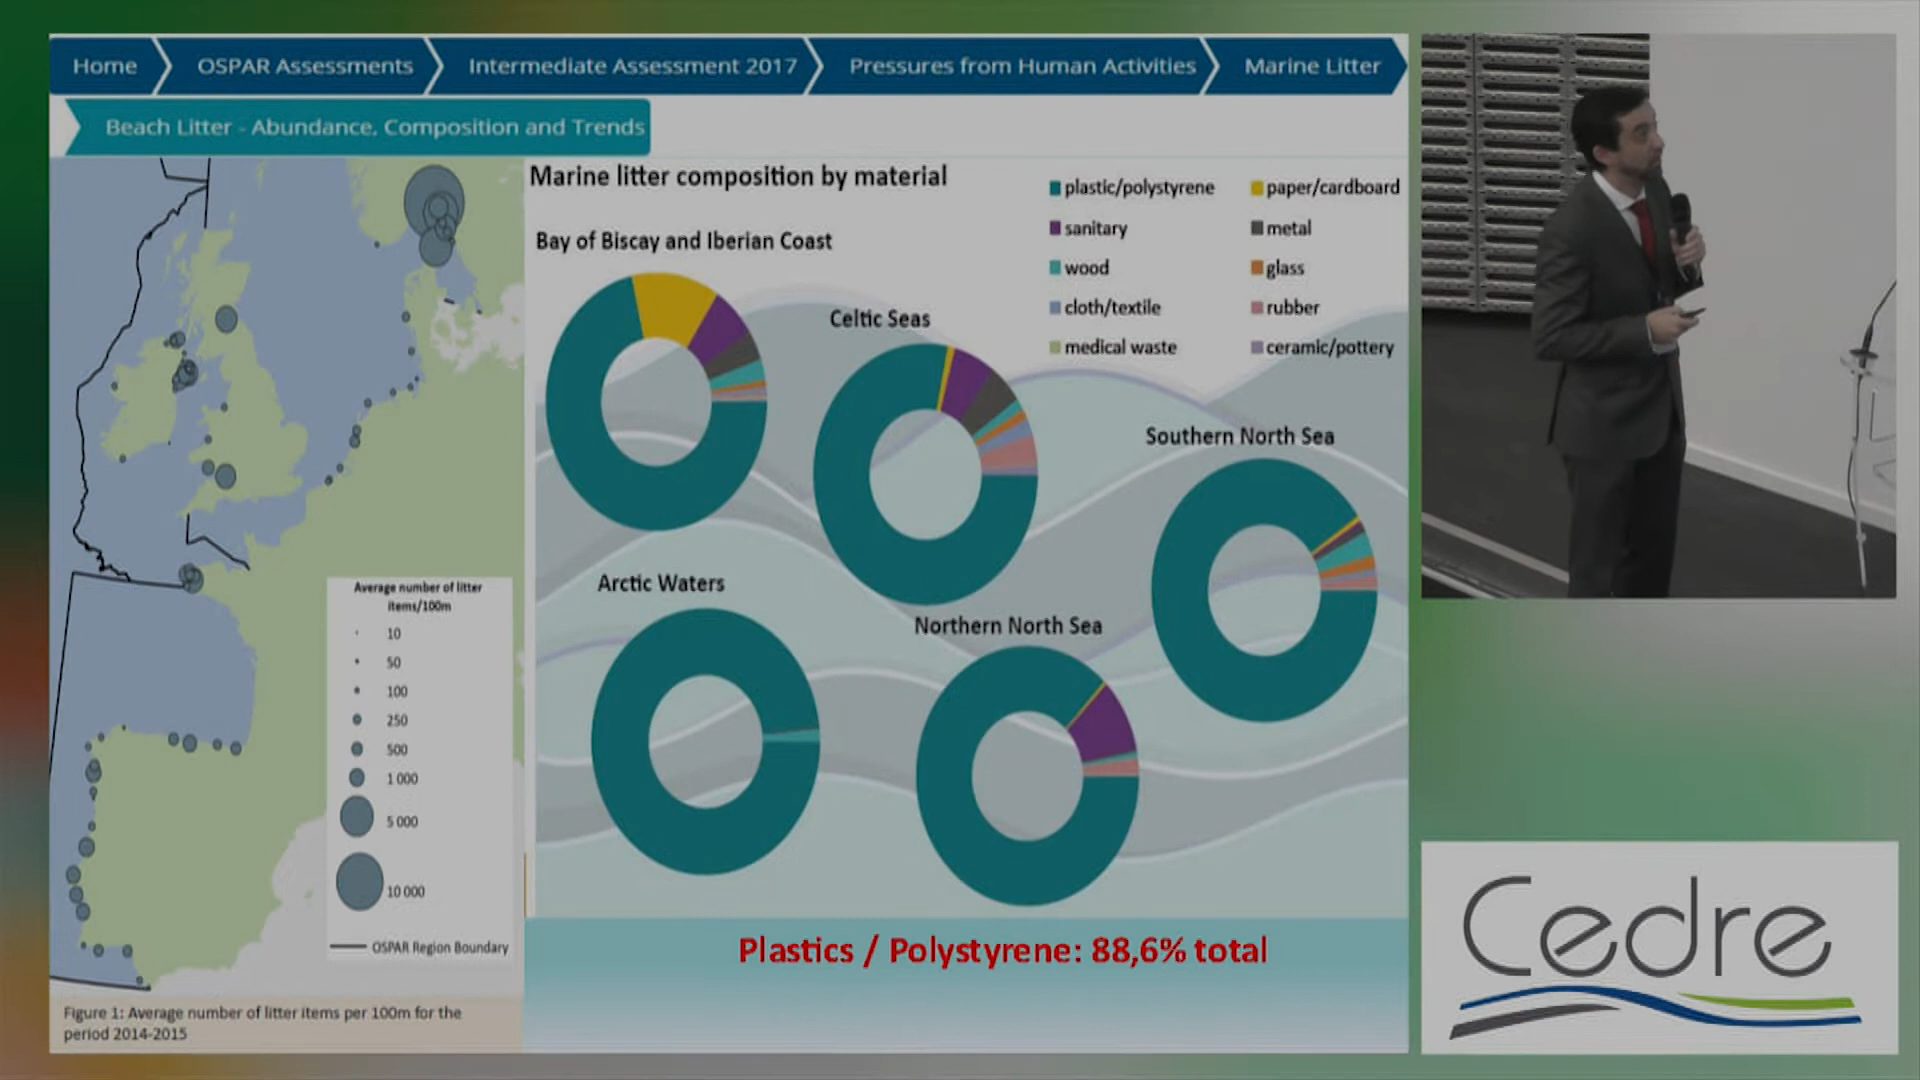 Home
OSPAR Assessments
Intermediate Assessment 2017
Pressures from Human Activities
Marine Litter
Beach Litter - Abundance, Composition and Trends
Marine litter composition by material
plastic/polystyrene
paper/cardboard
sanitary
metal
wood
glass
cloth/textile
rubber
medical waste
ceramic/pottery
Bay of Biscay and Iberian Coast
Celtic Seas
Southern North Sea
Arctic Waters
Northern North Sea
Average number of litter
items/100m
10
50
100
250
500
1 000
5 000
10 000
OSPAR Region Boundary
Plastics / Polystyrene: 88,6% total
Figure 1: Average number of litter items per 100m for the
period 2014-2015
Cedre